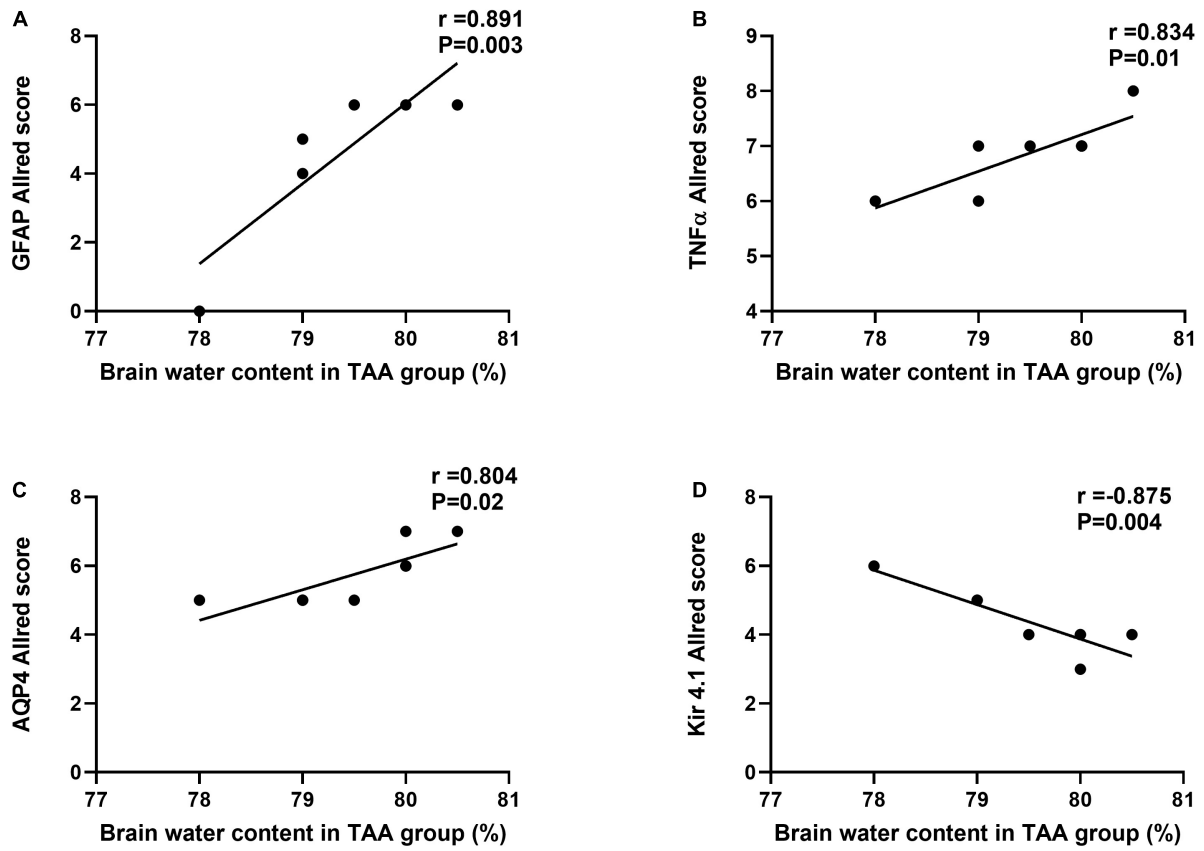 A
r =0.891
P=0.003
GFAP Allred score
8
6
4
2
0
77 78 79 80 81
Brain water content in TAA group (%)
B
r =0.834
P=0.01
TNFα Allred score
9
8
7
6
5
4
77 78 79 80 81
Brain water content in TAA group (%)
C
r =0.804
P=0.02
AQP4 Allred score
8
6
4
2
0
77 78 79 80 81
Brain water content in TAA group (%)
D
r =-0.875
P=0.004
Kir 4.1 Allred score
8
6
4
2
0
77 78 79 80 81
Brain water content in TAA group (%)